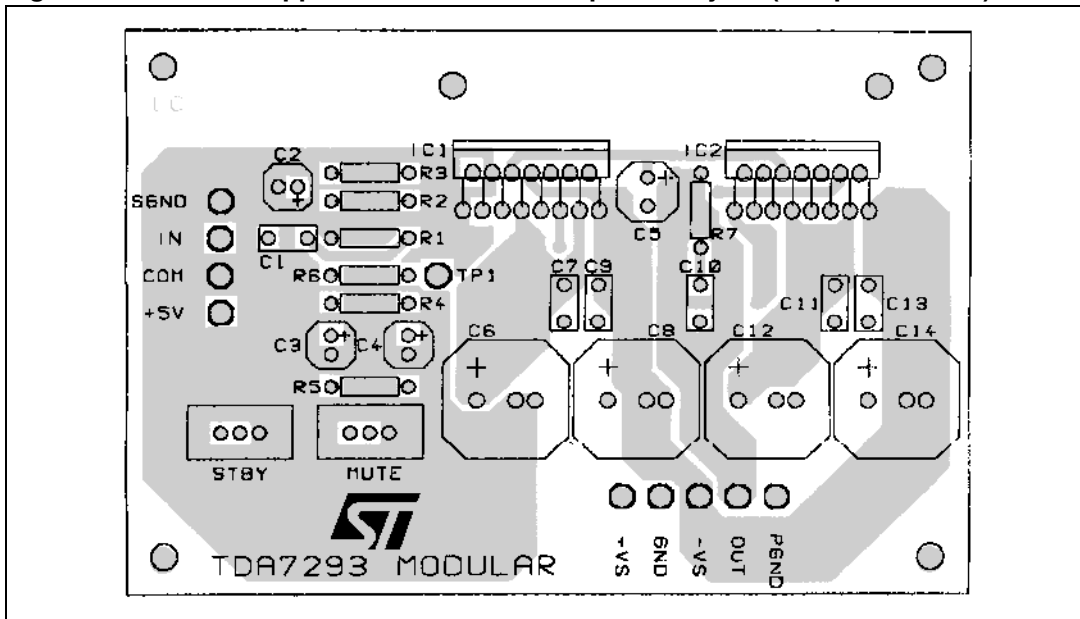 IC1
IC2
C2
R3
R2
SGND
C5
R7
IN
R1
C1
COM
R6
TP1
C7
C9
C10
+5V
R4
C11
C13
C3
C4
C6
C8
C12
C14
R5
STBY
MUTE
ST
TDA7293 MODULAR
+VS
GND
-VS
OUT
PGND